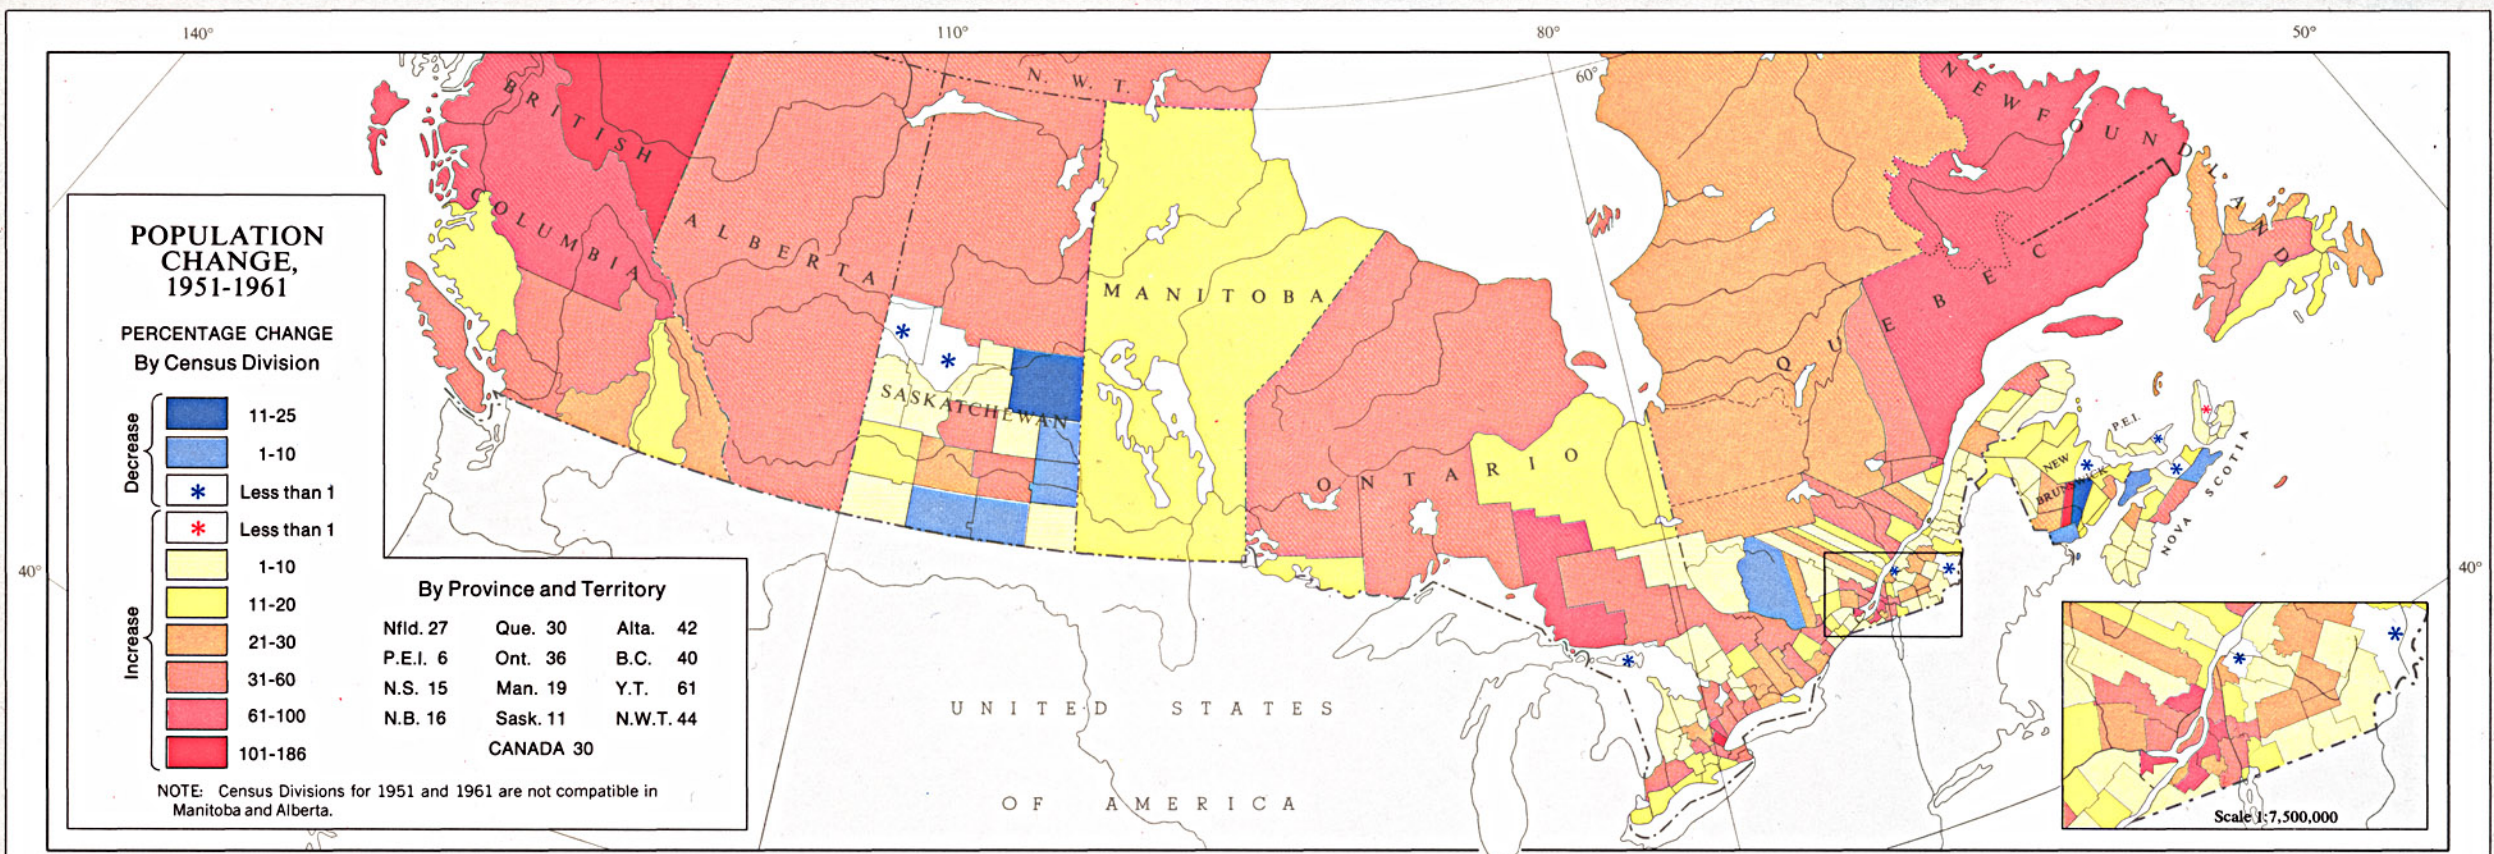 140°
110°
80°
50°
60°
40°
40°
N. W. T.
BRITISH
COLUMBIA
ALBERTA
SASKATCHEWAN
MANITOBA
ONTARIO
QUEBEC
NEWFOUNDLAND
P.E.I.
NEW
BRUNSWICK
NOVA SCOTIA
UNITED STATES
OF AMERICA
POPULATION
CHANGE,
1951-1961
PERCENTAGE CHANGE
By Census Division
Decrease
11-25
1-10
* Less than 1
Increase
* Less than 1
1-10
11-20
21-30
31-60
61-100
101-186
By Province and Territory
Nfld. 27 Que. 30 Alta. 42
P.E.I. 6 Ont. 36 B.C. 40
N.S. 15 Man. 19 Y.T. 61
N.B. 16 Sask. 11 N.W.T. 44
CANADA 30
NOTE: Census Divisions for 1951 and 1961 are not compatible in
Manitoba and Alberta.
Scale 1:7,500,000